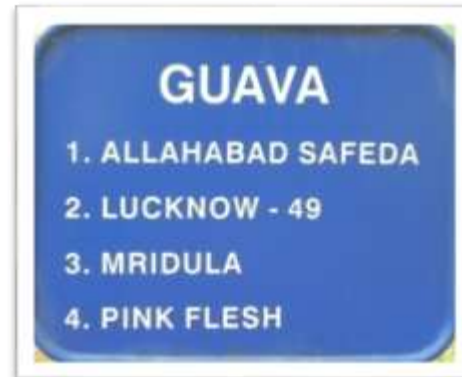 GUAVA
1. ALLAHABAD SAFEDA
2. LUCKNOW - 49
3. MRIDULA
4. PINK FLESH